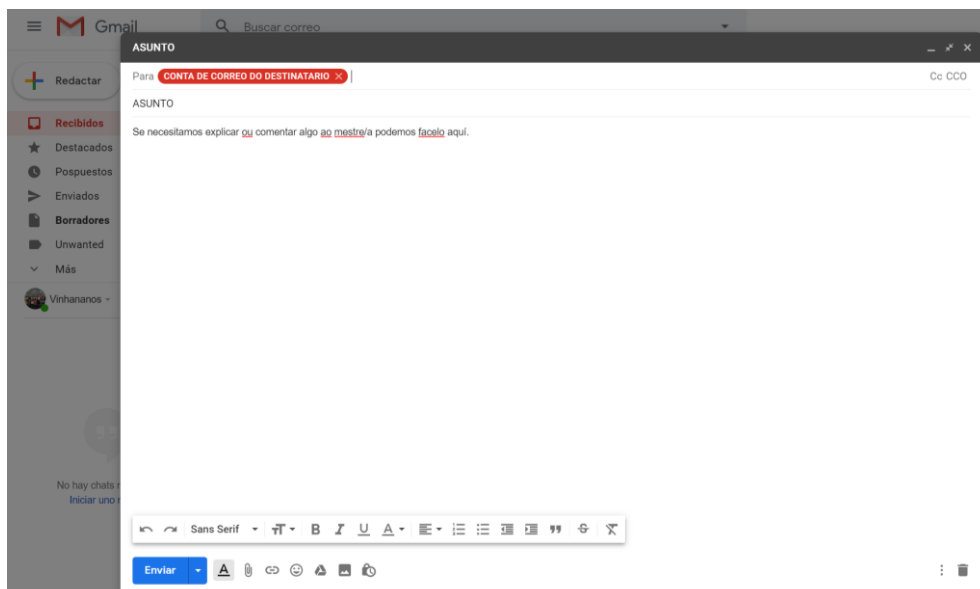 Gmail
Buscar correo
ASUNTO
Redactar
Para CONTA DE CORREO DO DESTINATARIO
Cc CCO
ASUNTO
Recibidos
Se necesitamos explicar ou comentar algo ao mestre/a podemos facelo aquí.
Destacados
Pospuestos
Enviados
Borradores
Unwanted
Más
Vinhananos
No hay chats
Iniciar uno
Sans Serif
Enviar